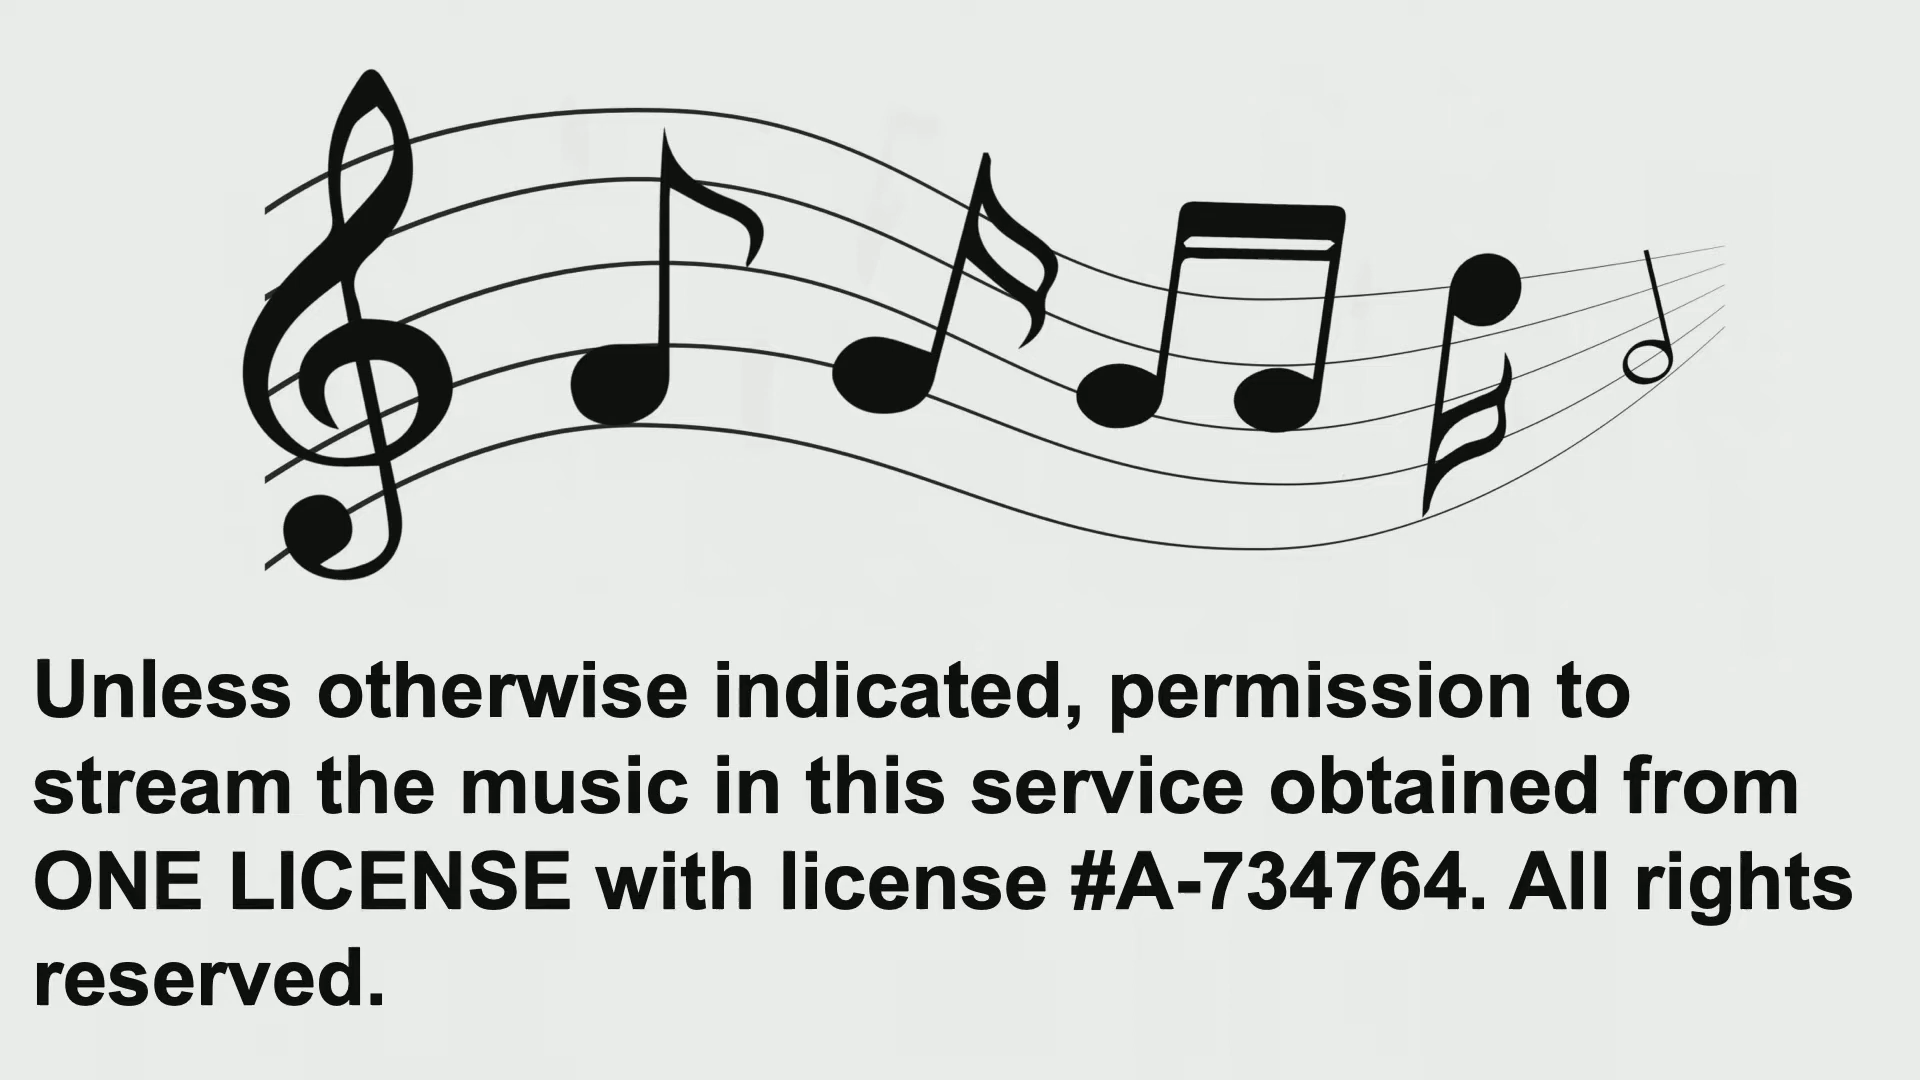 Unless otherwise indicated, permission to
stream the music in this service obtained from
ONE LICENSE with license #A-734764. All rights
reserved.